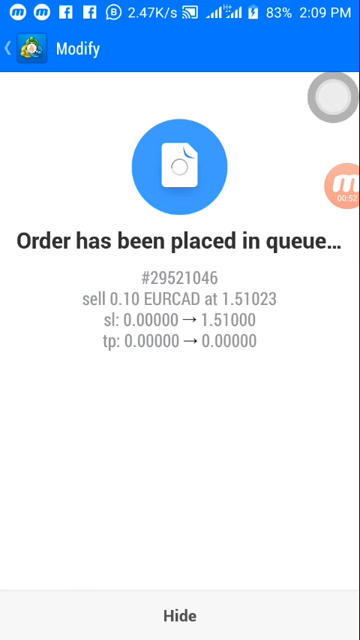 2.47K/s 83% 2:09 PM
Modify
00:52
Order has been placed in queue…
#29521046
sell 0.10 EURCAD at 1.51023
sl: 0.00000 → 1.51000
tp: 0.00000 → 0.00000
Hide